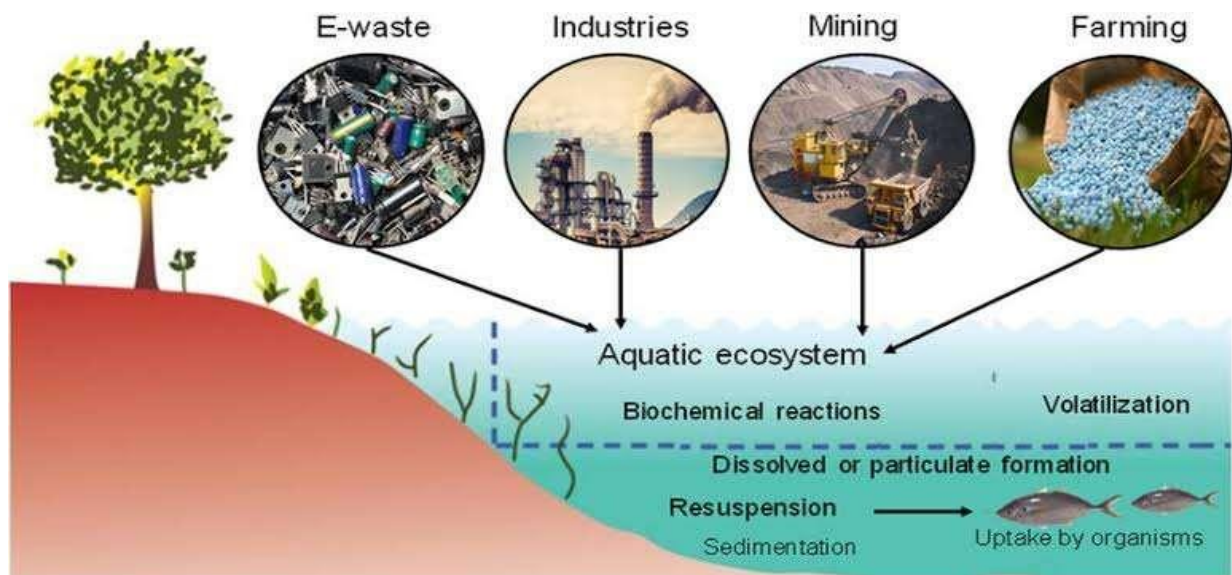 E-waste
Industries
Mining
Farming
Aquatic ecosystem
Biochemical reactions
Volatilization
Dissolved or particulate formation
Resuspension
Uptake by organisms
Sedimentation